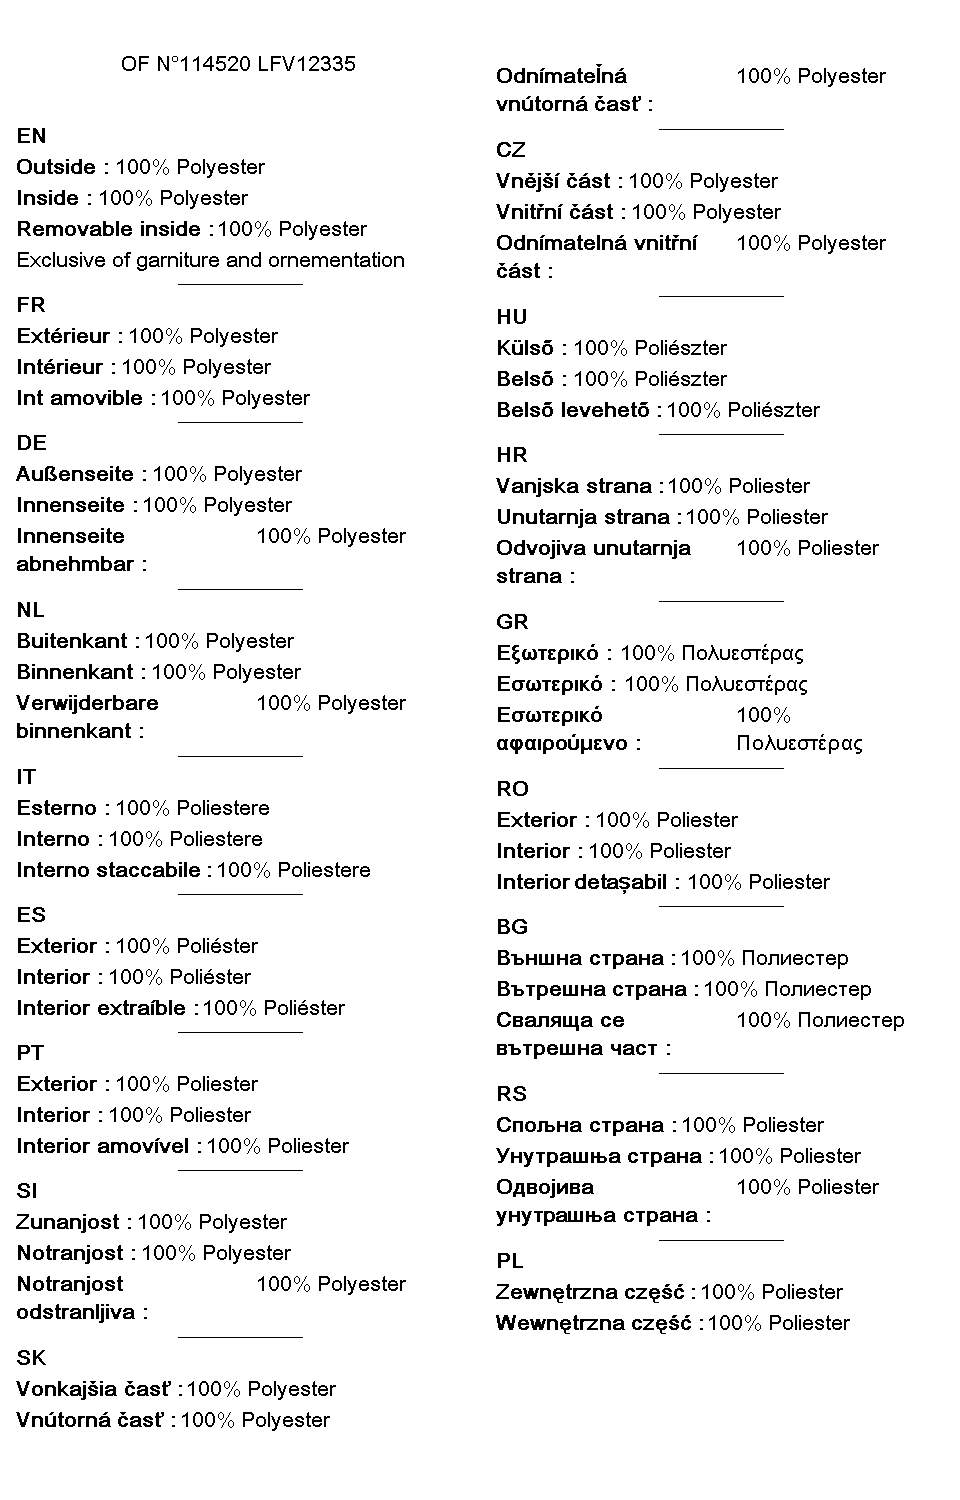 OF N°114520 LFV12335
EN
Outside : 100% Polyester
Inside : 100% Polyester
Removable inside : 100% Polyester
Exclusive of garniture and ornementation
FR
Extérieur : 100% Polyester
Intérieur : 100% Polyester
Int amovible : 100% Polyester
DE
Außenseite : 100% Polyester
Innenseite : 100% Polyester
Innenseite 100% Polyester
abnehmbar :
NL
Buitenkant : 100% Polyester
Binnenkant : 100% Polyester
Verwijderbare 100% Polyester
binnenkant :
IT
Esterno : 100% Poliestere
Interno : 100% Poliestere
Interno staccabile : 100% Poliestere
ES
Exterior : 100% Poliéster
Interior : 100% Poliéster
Interior extraíble : 100% Poliéster
PT
Exterior : 100% Poliester
Interior : 100% Poliester
Interior amovível : 100% Poliester
SI
Zunanjost : 100% Polyester
Notranjost : 100% Polyester
Notranjost 100% Polyester
odstranljiva :
SK
Vonkajšia časť : 100% Polyester
Vnútorná časť : 100% Polyester
Odnímateľná 100% Polyester
vnútorná časť :
CZ
Vnější část : 100% Polyester
Vnitřní část : 100% Polyester
Odnímatelná vnitřní 100% Polyester
část :
HU
Külsõ : 100% Poliészter
Belsõ : 100% Poliészter
Belsõ levehetõ : 100% Poliészter
HR
Vanjska strana : 100% Poliester
Unutarnja strana : 100% Poliester
Odvojiva unutarnja 100% Poliester
strana :
GR
Εξωτερικό : 100% Πολυεστέρας
Εσωτερικό : 100% Πολυεστέρας
Εσωτερικό 100%
αφαιρούμενο : Πολυεστέρας
RO
Exterior : 100% Poliester
Interior : 100% Poliester
Interior detașabil : 100% Poliester
BG
Външна страна : 100% Полиестер
Вътрешна страна : 100% Полиестер
Сваляща се 100% Полиестер
вътрешна част :
RS
Спољна страна : 100% Poliester
Унутрашња страна : 100% Poliester
Одвојива 100% Poliester
унутрашња страна :
PL
Zewnętrzna część : 100% Poliester
Wewnętrzna część : 100% Poliester